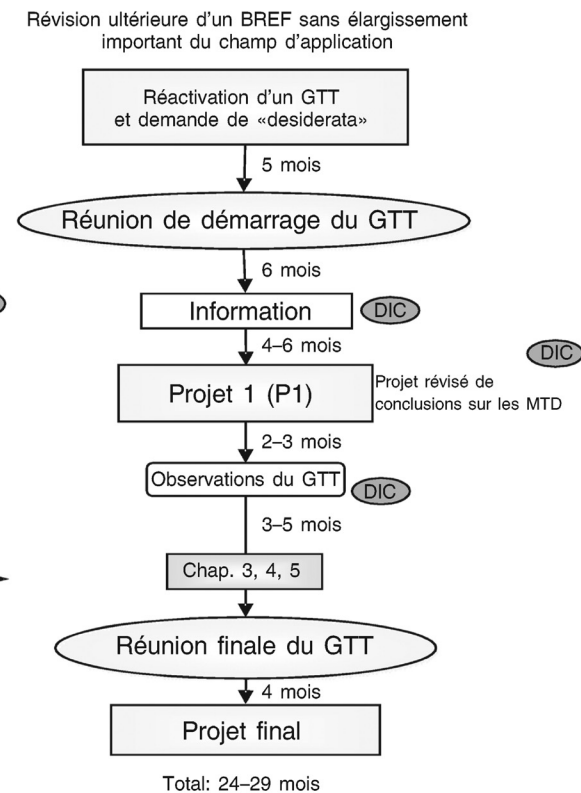 Révision ultérieure d'un BREF sans élargissement
important du champ d'application
Réactivation d'un GTT
et demande de «desiderata»
5 mois
Réunion de démarrage du GTT
6 mois
Information
DIC
4–6 mois
DIC
Projet 1 (P1)
Projet révisé de
conclusions sur les MTD
2–3 mois
Observations du GTT
DIC
3–5 mois
Chap. 3, 4, 5
Réunion finale du GTT
4 mois
Projet final
Total: 24–29 mois